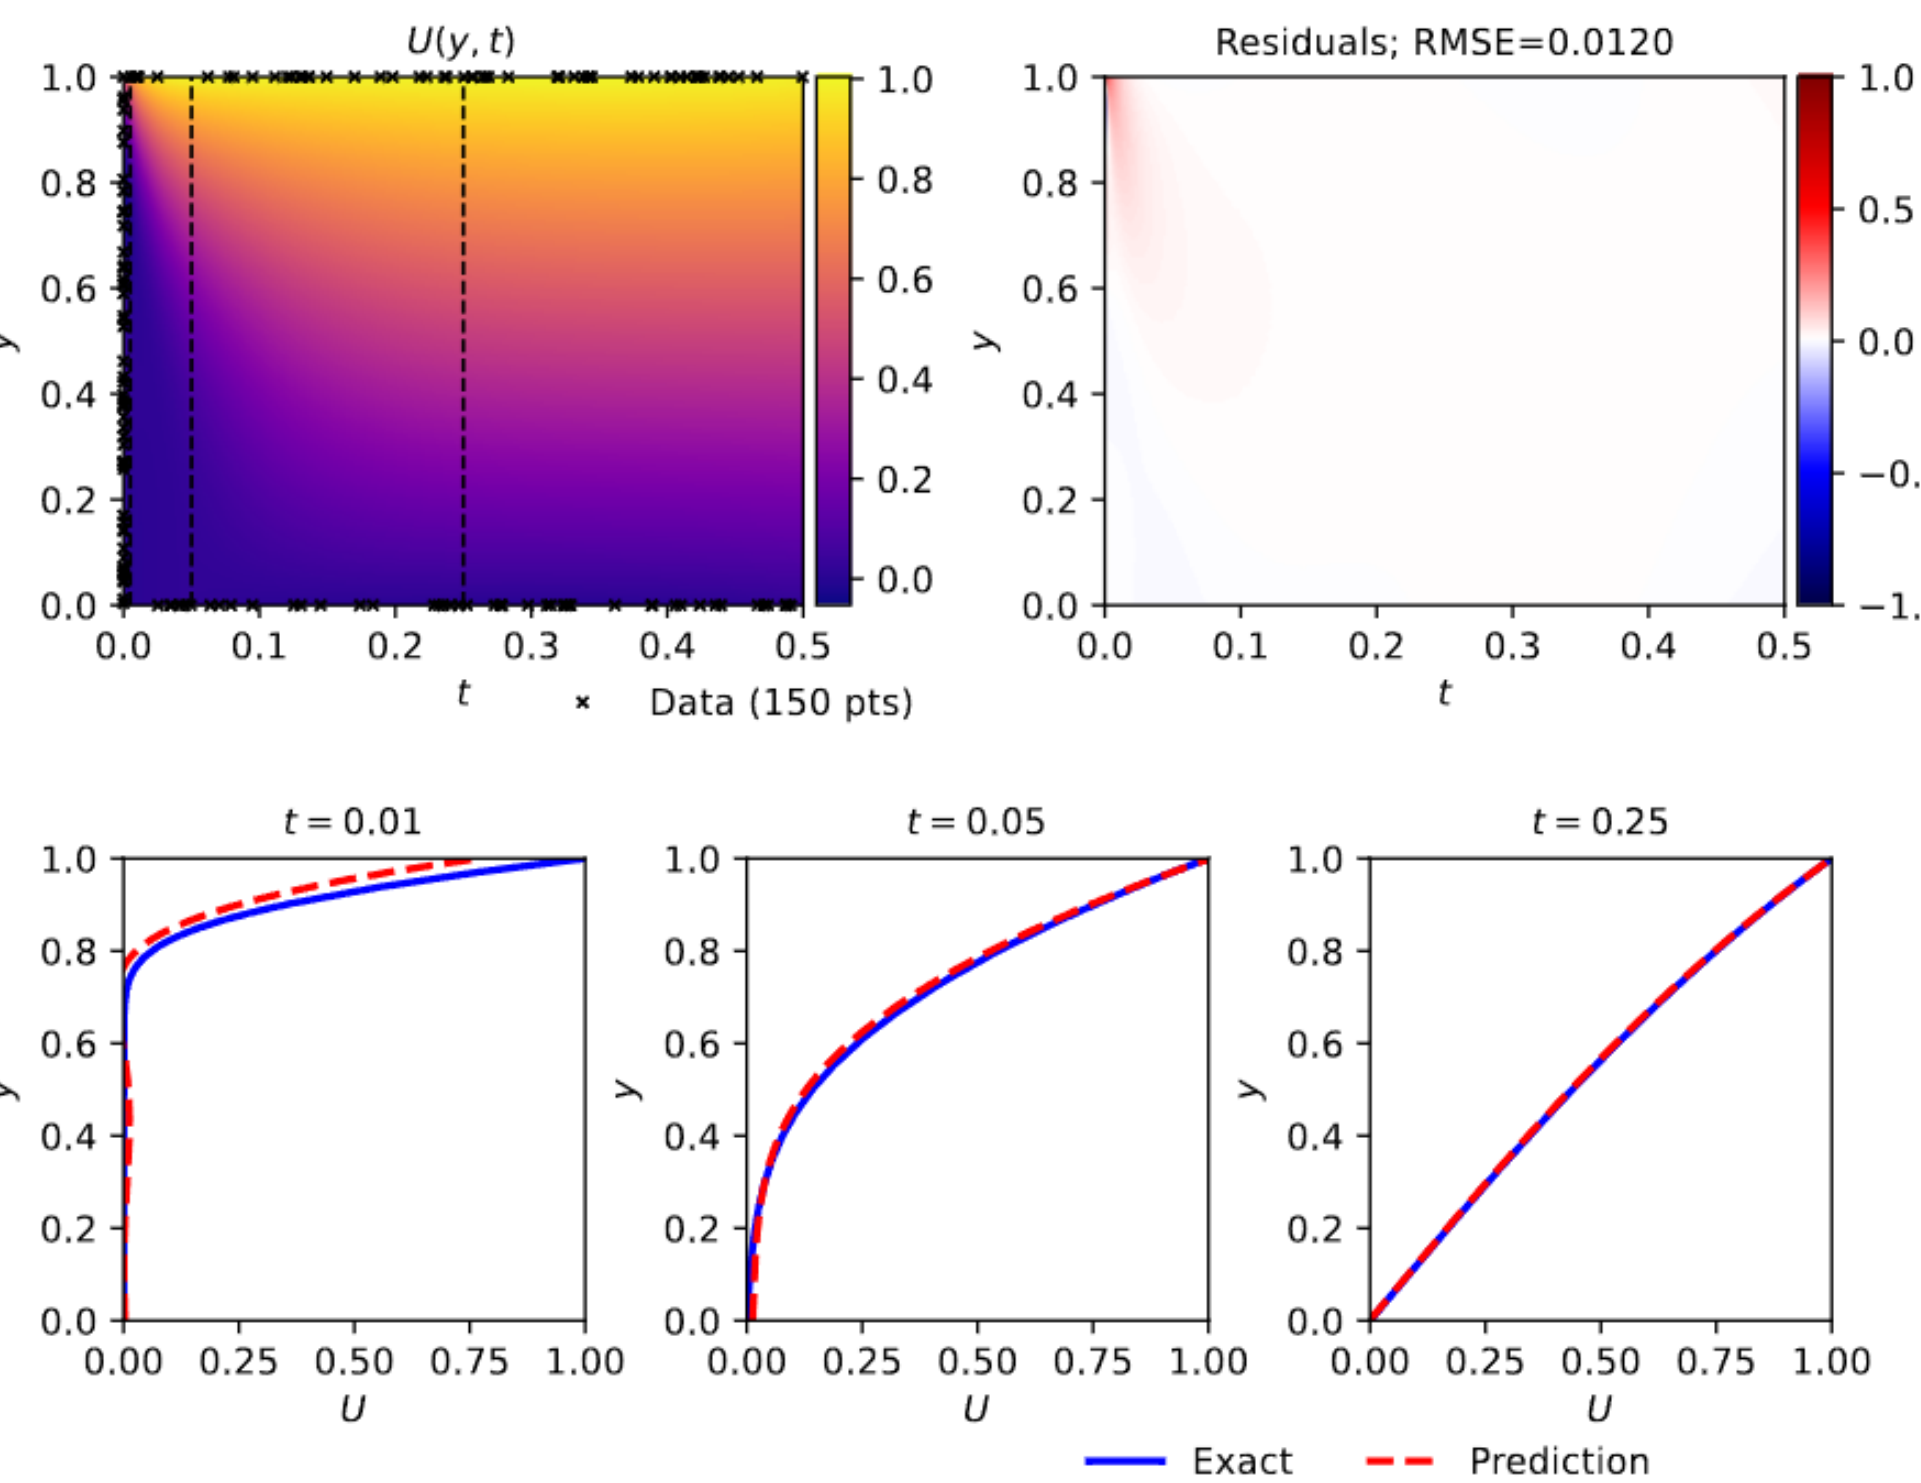 U(y, t)
Residuals; RMSE=0.0120
1.0
0.8
0.6
0.4
0.2
0.0
y
0.0 0.1 0.2 0.3 0.4 0.5
t
1.0
0.8
0.6
0.4
0.2
0.0
× Data (150 pts)
1.0
0.8
0.6
0.4
0.2
0.0
y
0.0 0.1 0.2 0.3 0.4 0.5
t
1.0
0.5
0.0
−0.
−1.
t = 0.01
1.0
0.8
0.6
0.4
0.2
0.0
y
0.00 0.25 0.50 0.75 1.00
U
t = 0.05
1.0
0.8
0.6
0.4
0.2
0.0
y
0.00 0.25 0.50 0.75 1.00
U
t = 0.25
1.0
0.8
0.6
0.4
0.2
0.0
y
0.00 0.25 0.50 0.75 1.00
U
Exact Prediction